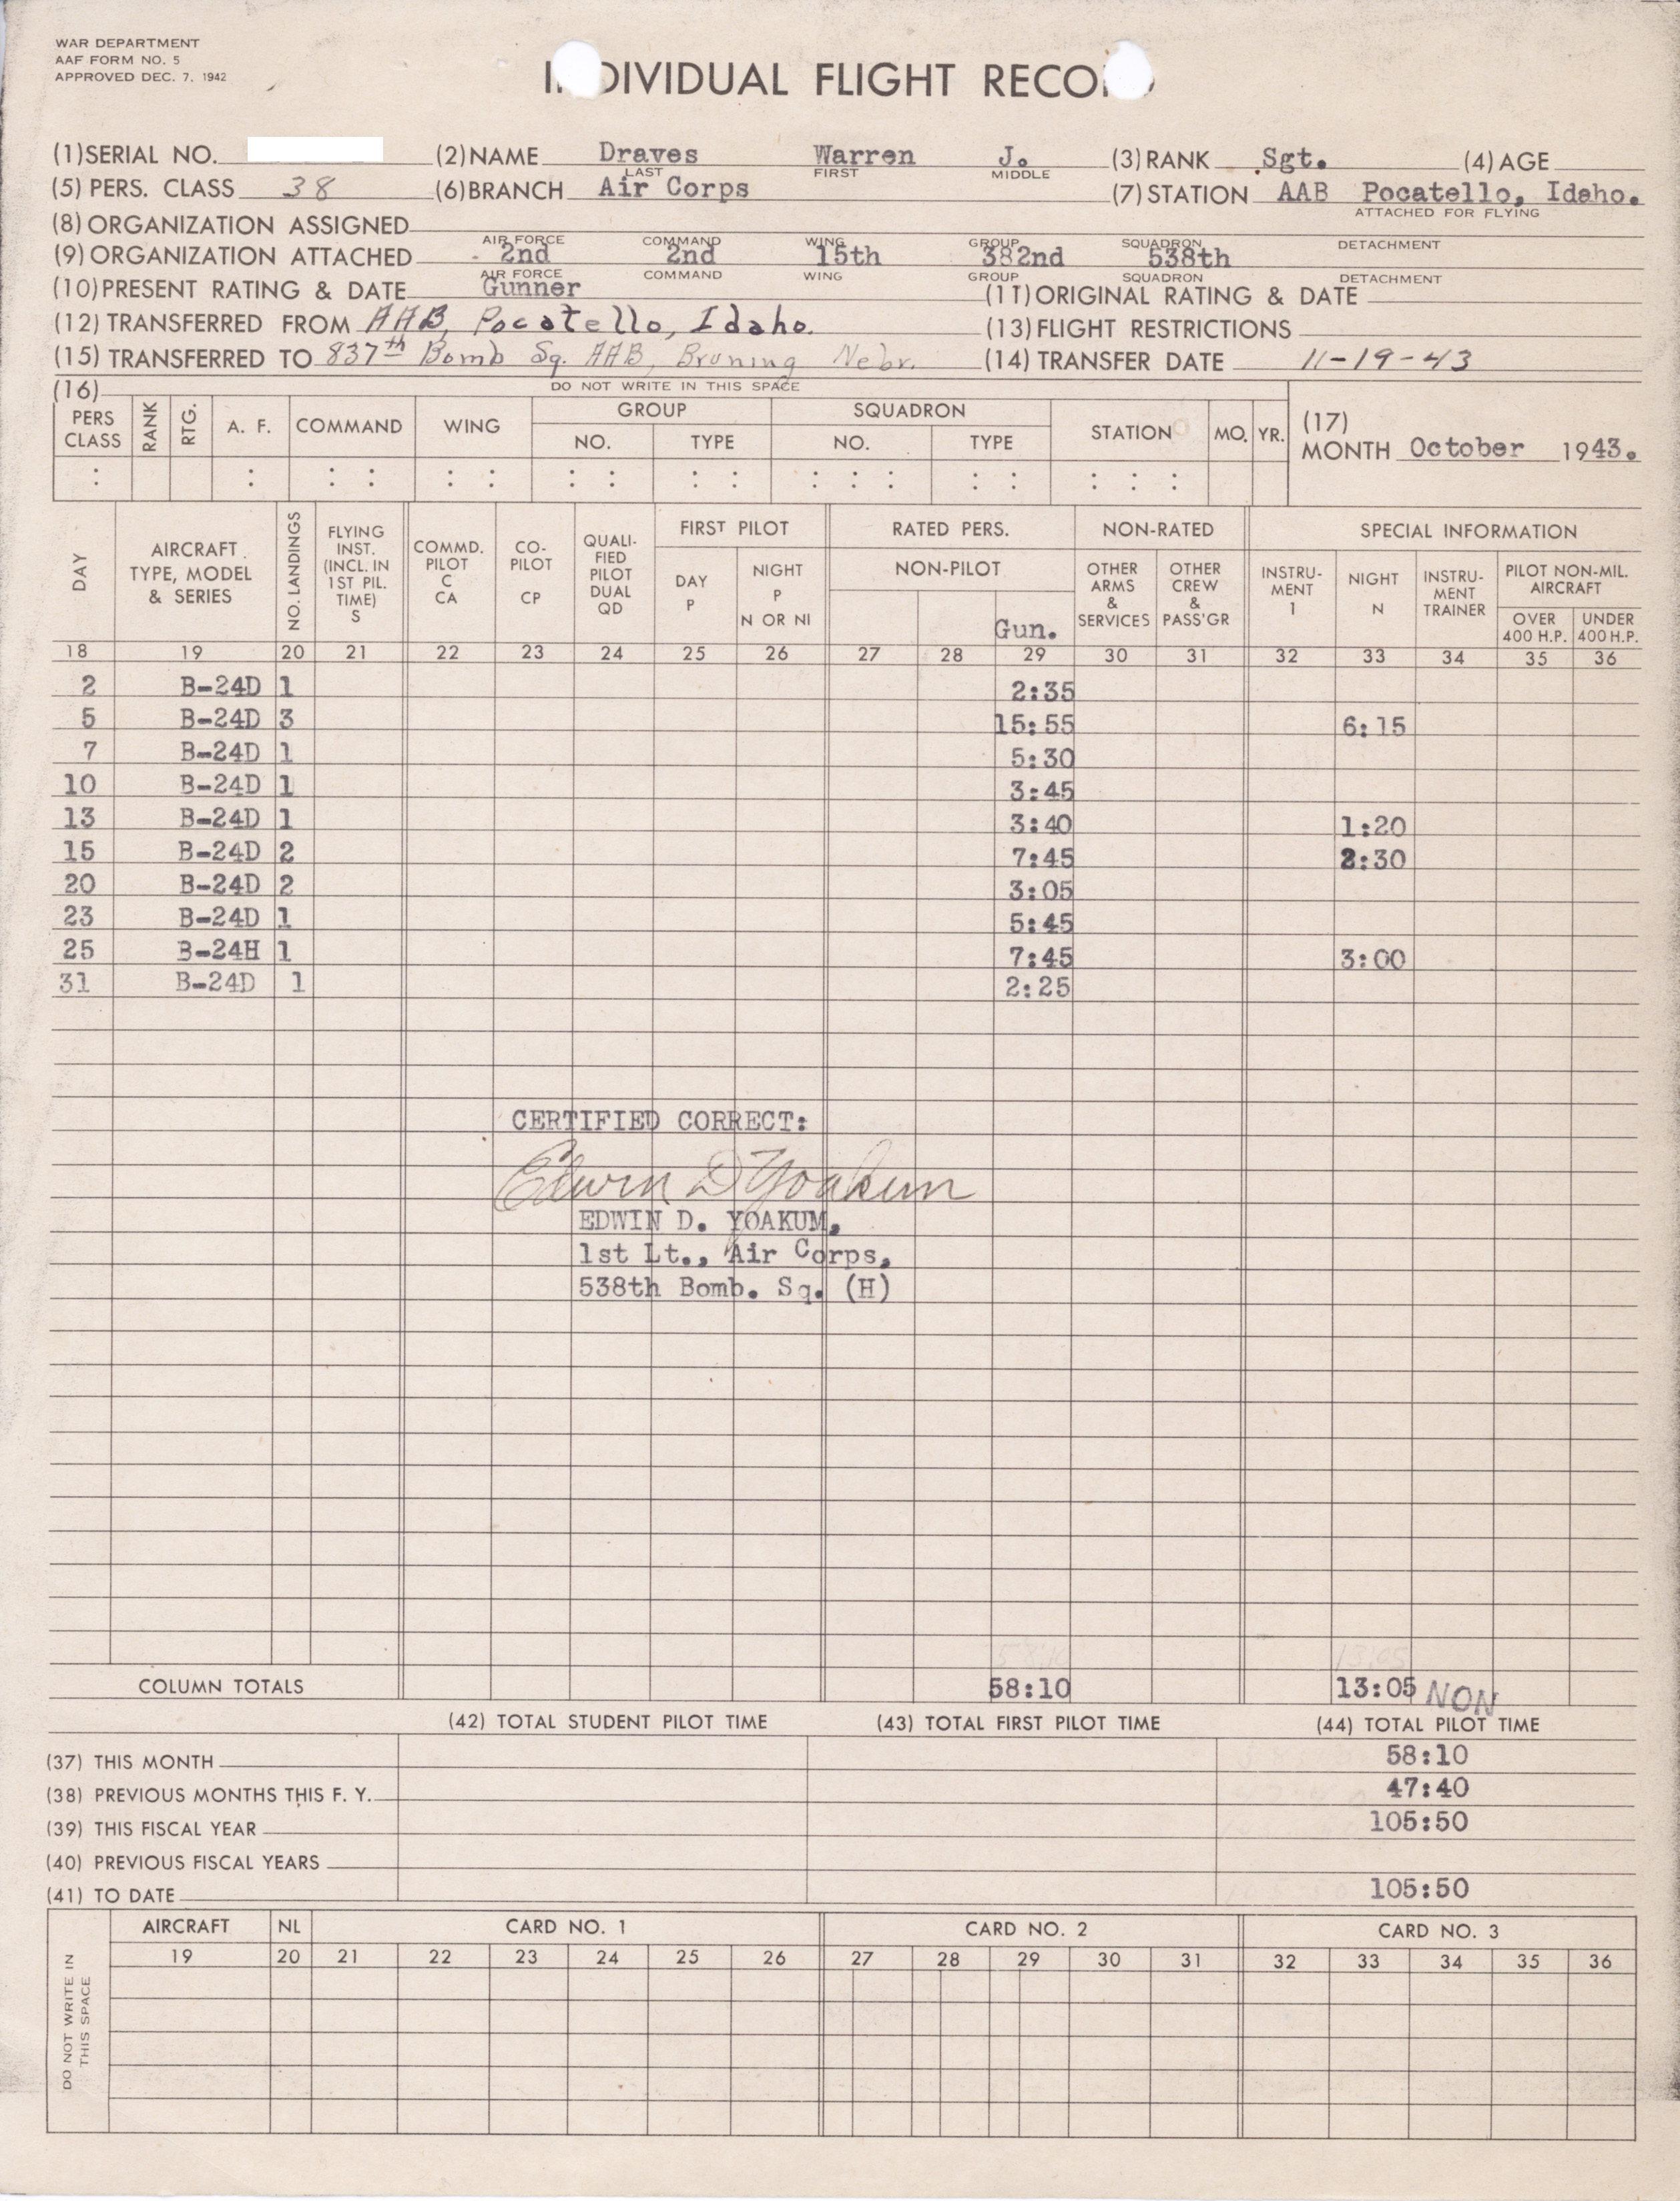 WAR DEPARTMENT
AAF FORM NO. 5
APPROVED DEC. 7, 1942
INDIVIDUAL FLIGHT RECORD
(1) SERIAL NO. (2) NAME Draves Warren J. (3) RANK Sgt. (4) AGE
LAST FIRST MIDDLE
(5) PERS. CLASS 38 (6) BRANCH Air Corps (7) STATION AAB Pocatello, Idaho.
ATTACHED FOR FLYING
(8) ORGANIZATION ASSIGNED
AIR FORCE COMMAND WING GROUP SQUADRON DETACHMENT
(9) ORGANIZATION ATTACHED 2nd 2nd 15th 382nd 538th
AIR FORCE COMMAND WING GROUP SQUADRON DETACHMENT
(10) PRESENT RATING & DATE Gunner (11) ORIGINAL RATING & DATE
(12) TRANSFERRED FROM AAB, Pocatello, Idaho. (13) FLIGHT RESTRICTIONS
(15) TRANSFERRED TO 837th Bomb Sq. AAB, Bruning Nebr. (14) TRANSFER DATE 11-19-43
(16) DO NOT WRITE IN THIS SPACE
PERS CLASS RANK RTG. A. F. COMMAND WING GROUP NO. TYPE SQUADRON NO. TYPE STATION MO. YR. (17) MONTH October 1943.
DAY AIRCRAFT TYPE, MODEL & SERIES NO. LANDINGS FLYING INST. (INCL. IN 1ST PIL. TIME) S COMMD. PILOT C CA CO-PILOT CP QUALIFIED PILOT DUAL QD FIRST PILOT DAY P NIGHT P N OR NI RATED PERS. NON-PILOT Gun. NON-RATED OTHER ARMS & SERVICES OTHER CREW & PASS'GR SPECIAL INFORMATION INSTRUMENT I NIGHT N INSTRUMENT TRAINER PILOT NON-MIL. AIRCRAFT OVER 400 H.P. UNDER 400 H.P.
18 19 20 21 22 23 24 25 26 27 28 29 30 31 32 33 34 35 36
2 B-24D 1 2:35
5 B-24D 3 15:55 6:15
7 B-24D 1 5:30
10 B-24D 1 3:45
13 B-24D 1 3:40 1:20
15 B-24D 2 7:45 2:30
20 B-24D 2 3:05
23 B-24D 1 5:45
25 B-24H 1 7:45 3:00
31 B-24D 1 2:25
CERTIFIED CORRECT:
Edwin D Yoakum
EDWIN D. YOAKUM,
1st Lt., Air Corps,
538th Bomb. Sq. (H)
58:10 13:05
COLUMN TOTALS 58:10 13:05 NON
(42) TOTAL STUDENT PILOT TIME (43) TOTAL FIRST PILOT TIME (44) TOTAL PILOT TIME
(37) THIS MONTH 58:10
(38) PREVIOUS MONTHS THIS F. Y. 47:40
(39) THIS FISCAL YEAR 105:50
(40) PREVIOUS FISCAL YEARS
(41) TO DATE 105:50
DO NOT WRITE IN THIS SPACE
AIRCRAFT NL CARD NO. 1 CARD NO. 2 CARD NO. 3
19 20 21 22 23 24 25 26 27 28 29 30 31 32 33 34 35 36